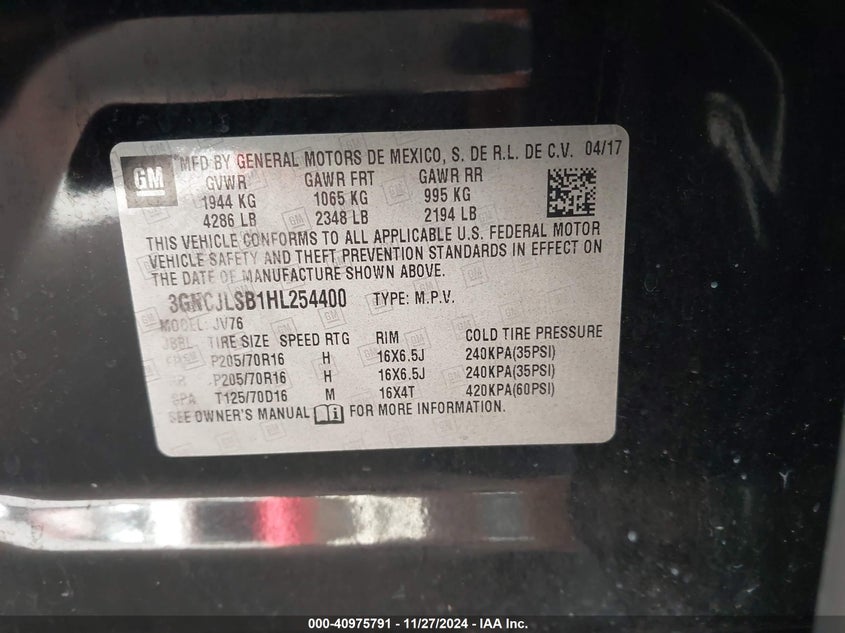 GM
MFD BY GENERAL MOTORS DE MEXICO, S. DE R.L. DE C.V. 04/17
GVWR GAWR FRT GAWR RR
1944 KG 1065 KG 995 KG
4286 LB 2348 LB 2194 LB
THIS VEHICLE CONFORMS TO ALL APPLICABLE U.S. FEDERAL MOTOR
VEHICLE SAFETY AND THEFT PREVENTION STANDARDS IN EFFECT ON
THE DATE OF MANUFACTURE SHOWN ABOVE.
3GNCJLSB1HL254400 TYPE: M.P.V.
MODEL: JV76
TIRE SIZE SPEED RTG RIM COLD TIRE PRESSURE
P205/70R16 H 16X6.5J 240KPA(35PSI)
P205/70R16 H 16X6.5J 240KPA(35PSI)
SPA T125/70D16 M 16X4T 420KPA(60PSI)
SEE OWNER'S MANUAL FOR MORE INFORMATION.
000-40975791 - 11/27/2024 - IAA Inc.